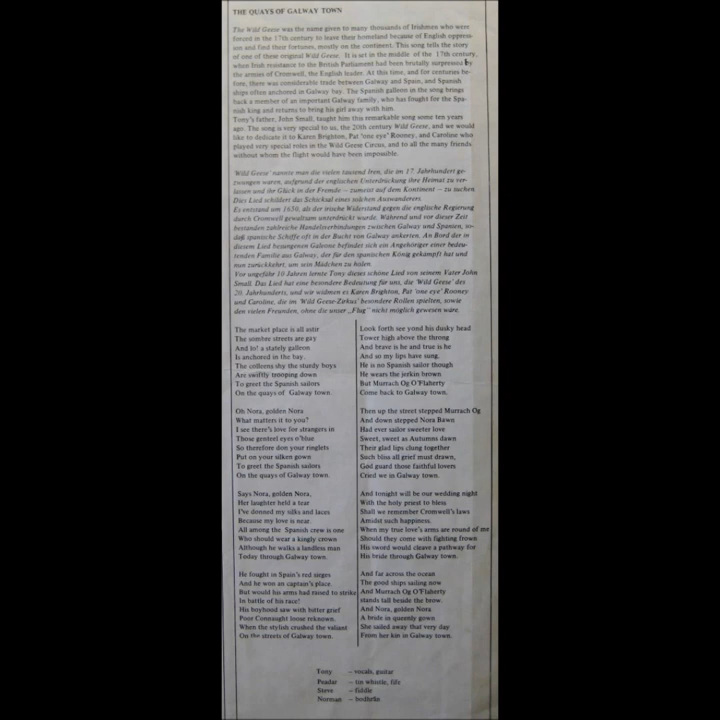 THE QUAYS OF GALWAY TOWN
The Wild Geese was the name given to many thousands of Irishmen who were
forced in the 17th century to leave their homeland because of English oppres-
sion and find their fortunes, mostly on the continent. This song tells the story
of one of these original Wild Geese. It is set in the middle of the 17th century,
when Irish resistance to the British Parliament had been brutally surpressed by
the armies of Cromwell, the English leader. At this time, and for centuries be-
fore, there was considerable trade between Galway and Spain, and Spanish
ships often anchored in Galway bay. The Spanish galleon in the song brings
back a member of an important Galway family, who has fought for the Spa-
nish king and returns to bring his girl away with him.
Tony's father, John Small, taught him this remarkable song some ten years
ago. The song is very special to us, the 20th century Wild Geese, and we would
like to dedicate it to Karen Brighton, Pat 'one eye' Rooney, and Caroline who
played very special roles in the Wild Geese Circus, and to all the many friends
without whom the flight would have been impossible.
'Wild Geese' nannte man die vielen tausend Iren, die im 17. Jahrhundert ge-
zwungen waren, aufgrund der englischen Unterdrückung ihre Heimat zu ver-
lassen und ihr Glück in der Fremde — zumeist auf dem Kontinent — zu suchen
Dies Lied schildert das Schicksal eines solchen Auswanderers.
Es entstand um 1650, als der irische Widerstand gegen die englische Regierung
durch Cromwell gewaltsam unterdrückt wurde. Während und vor dieser Zeit
bestanden zahlreiche Handelsverbindungen zwischen Galway und Spanien, so-
daß spanische Schiffe oft in der Bucht von Galway ankerten. An Bord der in
diesem Lied besungenen Galeone befindet sich ein Angehöriger einer bedeu-
tenden Familie aus Galway, der für den spanischen König gekämpft hat und
nun zurückkehrt, um sein Mädchen zu holen.
Vor ungefähr 10 Jahren lernte Tony dieses schöne Lied von seinem Vater John
Small. Das Lied hat eine besondere Bedeutung für uns, die 'Wild Geese' des
20. Jahrhunderts, und wir widmen es Karen Brighton, Pat 'one eye' Rooney
und Caroline, die im 'Wild Geese-Zirkus' besondere Rollen spielten, sowie
den vielen Freunden, ohne die unser „Flug" nicht möglich gewesen wäre.
The market place is all astir
The sombre streets are gay
And lo! a stately galleon
Is anchored in the bay.
The colleens shy the sturdy boys
Are swiftly trooping down
To greet the Spanish sailors
On the quays of Galway town.
Oh Nora, golden Nora
What matters it to you?
I see there's love for strangers in
Those genteel eyes o'blue
So therefore don your ringlets
Put on your silken gown
To greet the Spanish sailors
On the quays of Galway town.
Says Nora, golden Nora,
Her laughter held a tear
I've donned my silks and laces
Because my love is near.
All among the Spanish crew is one
Who should wear a kingly crown
Although he walks a landless man
Today through Galway town.
He fought in Spain's red sieges
And he won an captain's place.
But would his arms had raised to strike
In battle of his race!
His boyhood saw with bitter grief
Poor Connaught loose reknown.
When the stylish crushed the valiant
On the streets of Galway town.
Look forth see yond his dusky head
Tower high above the throng
And brave is he and true is he
And so my lips have sung.
He is no Spanish sailor though
He wears the jerkin brown
But Murrach Og O'Flaherty
Come back to Galway town.
Then up the street stepped Murrach Og
And down stepped Nora Bawn
Had ever sailor sweeter love
Sweet, sweet as Autumns dawn
Their glad lips clung together
Such bliss all grief must drawn,
God guard those faithful lovers
Cried we in Galway town.
And tonight will be our wedding night
With the holy priest to bless
Shall we remember Cromwell's laws
Amidst such happiness.
When my true love's arms are round of me
Should they come with fighting frown
His sword would cleave a pathway for
His bride through Galway town.
And far across the ocean
The good ships sailing now
And Murrach Og O'Flaherty
stands tall beside the brow.
And Nora, golden Nora
A bride in queenly gown
She sailed away that very day
From her kin in Galway town.
Tony – vocals, guitar
Peadar – tin whistle, fife
Steve – fiddle
Norman – bodhrán